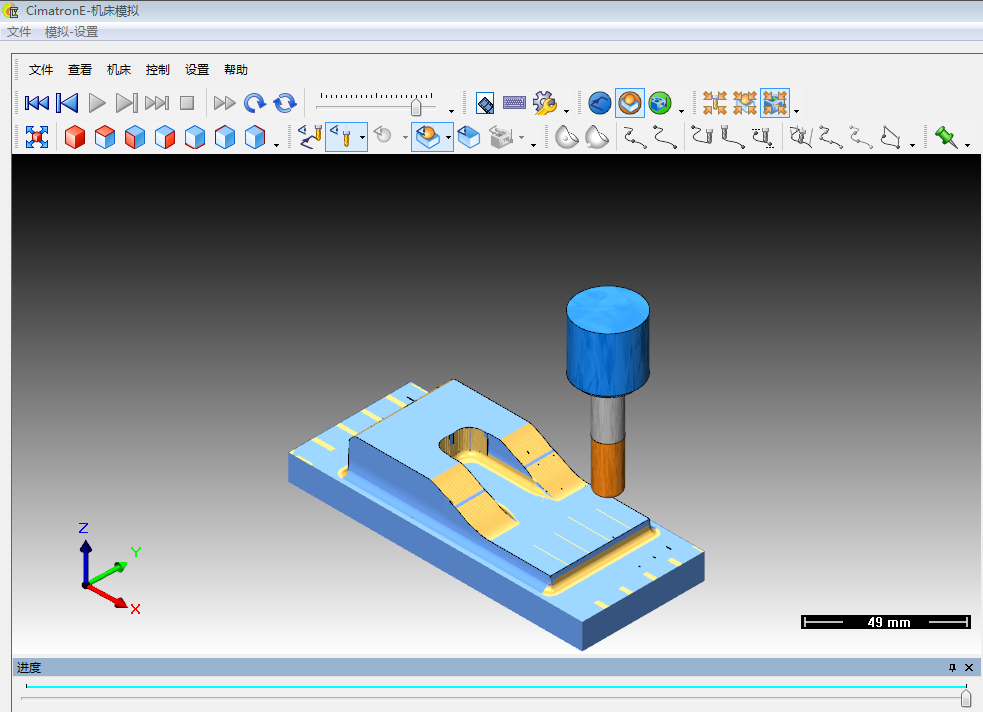 CimatronE-机床模拟
文件 模拟-设置
文件 查看 机床 控制 设置 帮助
Z
Y
X
49 mm
进度